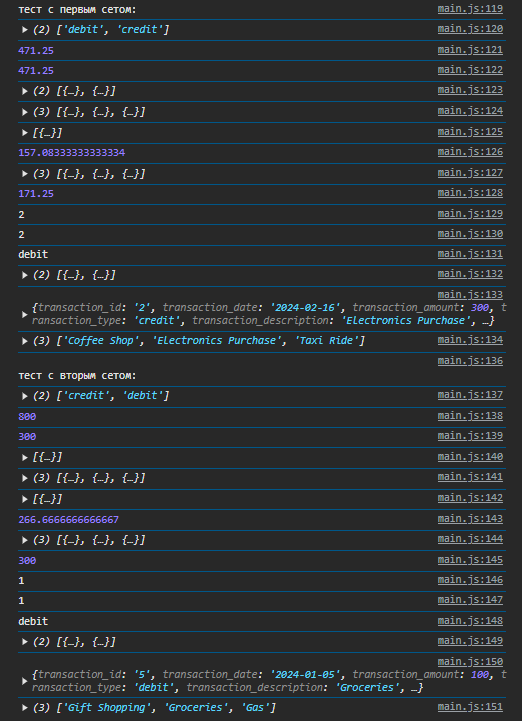 тест с первым сетом: main.js:119
▶ (2) ['debit', 'credit'] main.js:120
471.25 main.js:121
471.25 main.js:122
▶ (2) [{…}, {…}] main.js:123
▶ (3) [{…}, {…}, {…}] main.js:124
▶ [{…}] main.js:125
157.08333333333334 main.js:126
▶ (3) [{…}, {…}, {…}] main.js:127
171.25 main.js:128
2 main.js:129
2 main.js:130
debit main.js:131
▶ (2) [{…}, {…}] main.js:132
main.js:133
▶ {transaction_id: '2', transaction_date: '2024-02-16', transaction_amount: 300, t
ransaction_type: 'credit', transaction_description: 'Electronics Purchase', …}
▶ (3) ['Coffee Shop', 'Electronics Purchase', 'Taxi Ride'] main.js:134
main.js:136
тест с вторым сетом:
▶ (2) ['credit', 'debit'] main.js:137
800 main.js:138
300 main.js:139
▶ [{…}] main.js:140
▶ (3) [{…}, {…}, {…}] main.js:141
▶ [{…}] main.js:142
266.6666666666667 main.js:143
▶ (3) [{…}, {…}, {…}] main.js:144
300 main.js:145
1 main.js:146
1 main.js:147
debit main.js:148
▶ (2) [{…}, {…}] main.js:149
main.js:150
▶ {transaction_id: '5', transaction_date: '2024-01-05', transaction_amount: 100, t
ransaction_type: 'debit', transaction_description: 'Groceries', …}
▶ (3) ['Gift Shopping', 'Groceries', 'Gas'] main.js:151